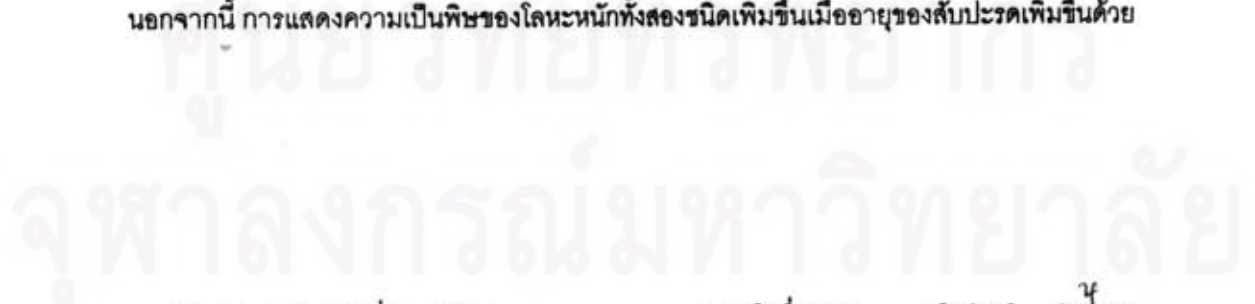 นอกจากนี้ การแสดงความเป็นพิษของโลหะหนักทั้งสองชนิดเพิ่มขึ้นเมื่ออายุของสับปะรดเพิ่มขึ้นด้วย
ศูนย์วิทยทรัพยากร
จุฬาลงกรณ์มหาวิทยาลัย